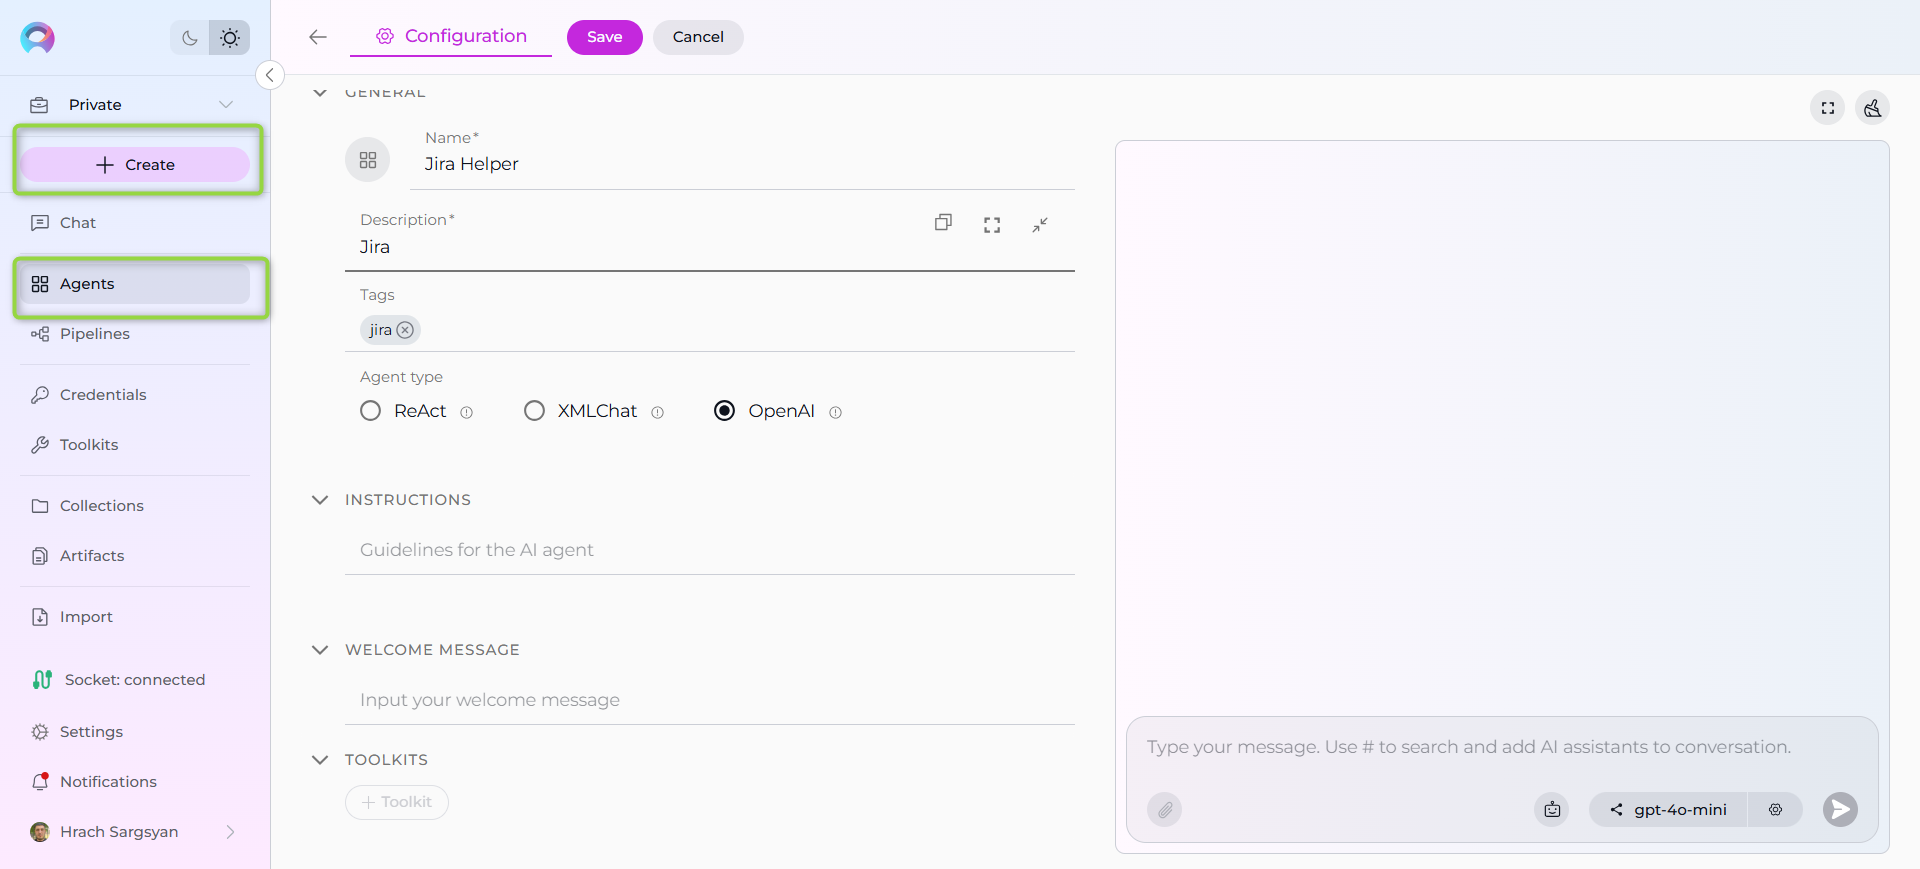 Configuration
Save
Cancel
Private
Create
Chat
Agents
Pipelines
Credentials
Toolkits
Collections
Artifacts
Import
Socket: connected
Settings
Notifications
Hrach Sargsyan
GENERAL
Name*
Jira Helper
Description*
Jira
Tags
jira
Agent type
ReAct
XMLChat
OpenAI
INSTRUCTIONS
Guidelines for the AI agent
WELCOME MESSAGE
Input your welcome message
TOOLKITS
+ Toolkit
Type your message. Use # to search and add AI assistants to conversation.
gpt-4o-mini